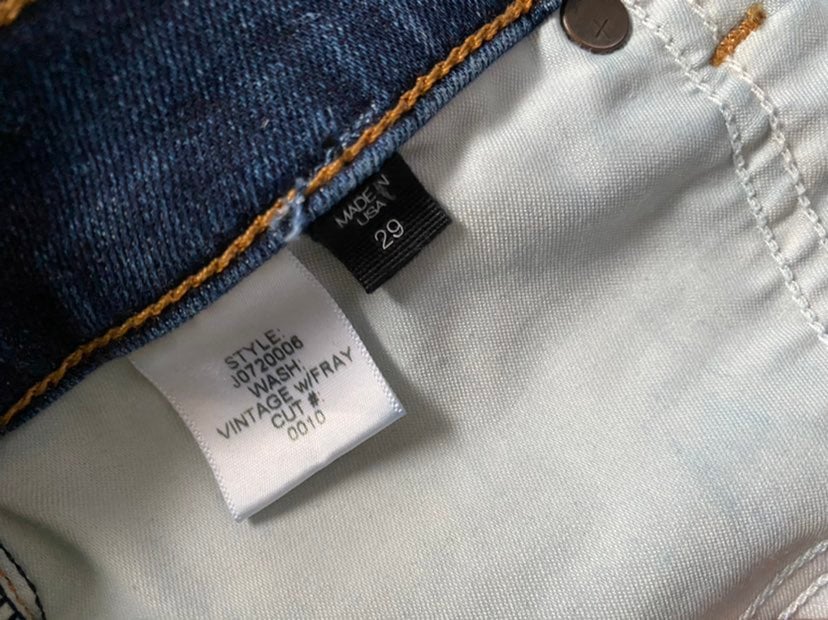 MADE IN
USA
29
STYLE:
J0720006
WASH:
VINTAGE W/FRAY
CUT #:
0010